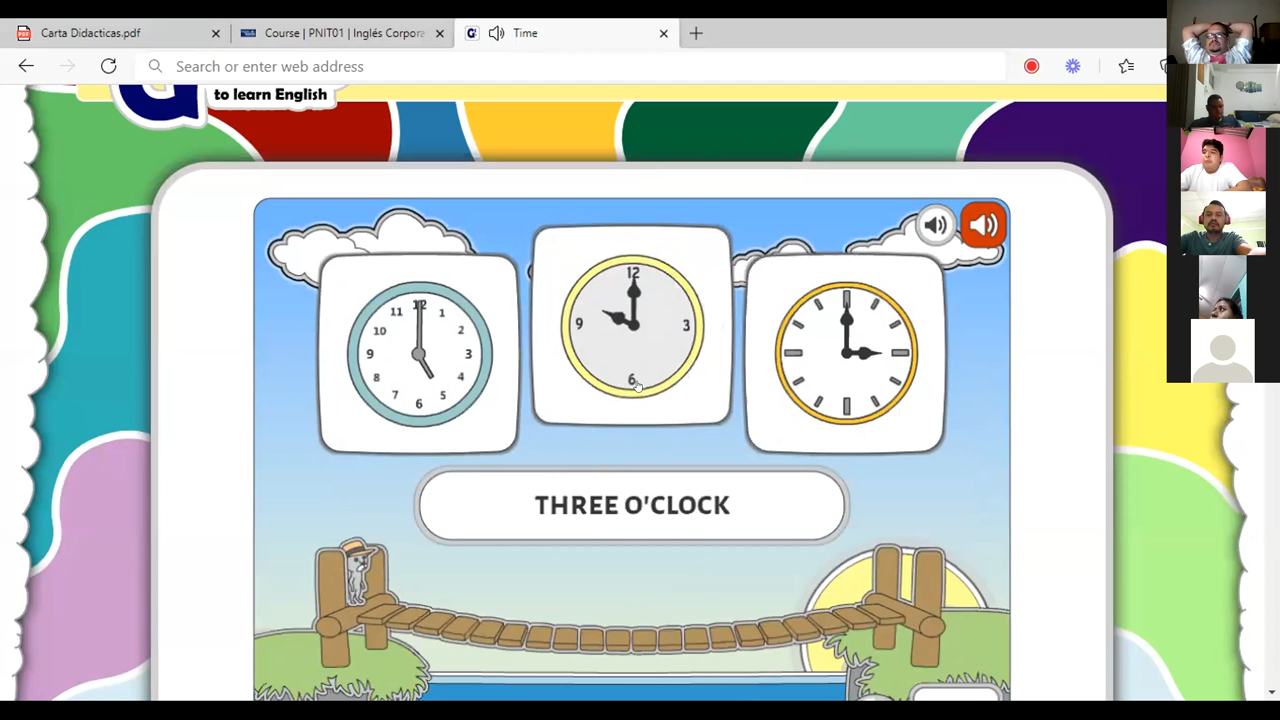 Carta Didacticas.pdf
Course | PNIT01 | Inglés Corpora
Time
Search or enter web address
to learn English
12
1
2
3
4
5
6
7
8
9
10
11
12
3
6
9
THREE O'CLOCK